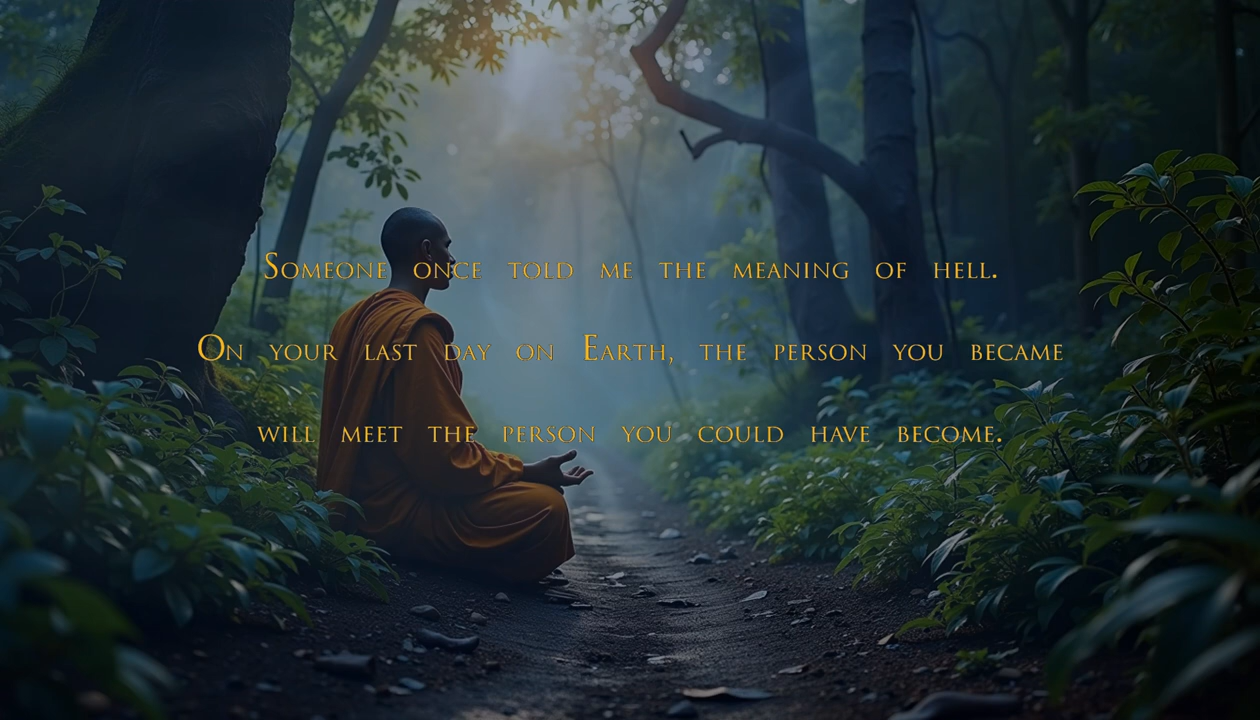 Someone once told me the meaning of hell.
On your last day on Earth, the person you became
will meet the person you could have become.